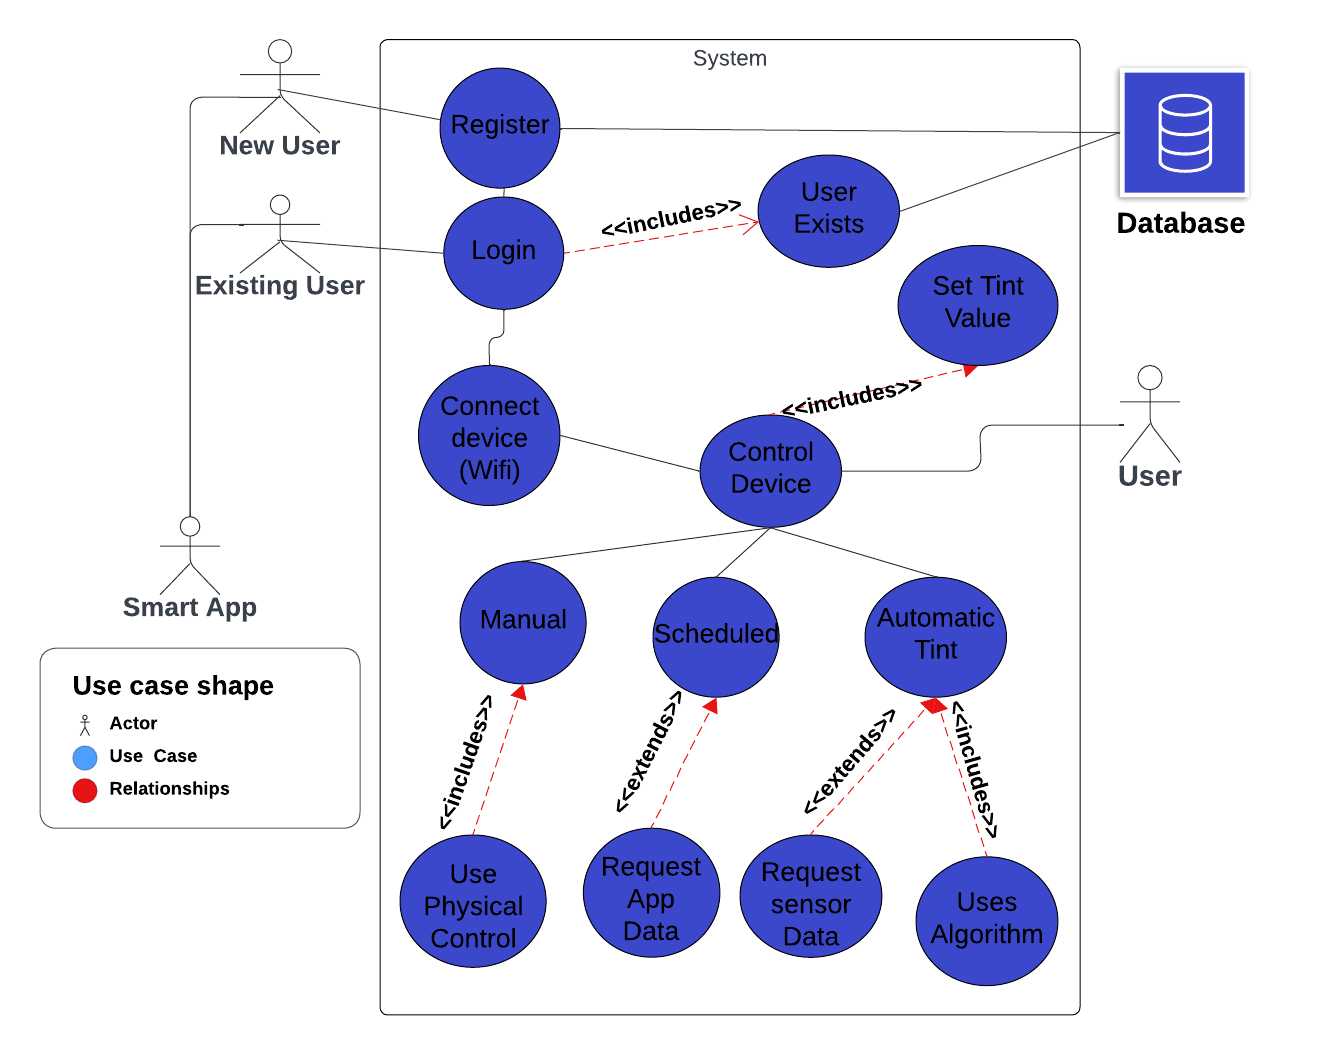 System
Register
New User
<<includes>>
User
Exists
Database
Login
Existing User
Set Tint
Value
<<includes>>
Connect
device
(Wifi)
Control
Device
User
Smart App
Manual
Scheduled
Automatic
Tint
Use case shape
Actor
Use  Case
Relationships
<<includes>>
<<extends>>
<<extends>>
<<includes>>
Use
Physical
Control
Request
App
Data
Request
sensor
Data
Uses
Algorithm